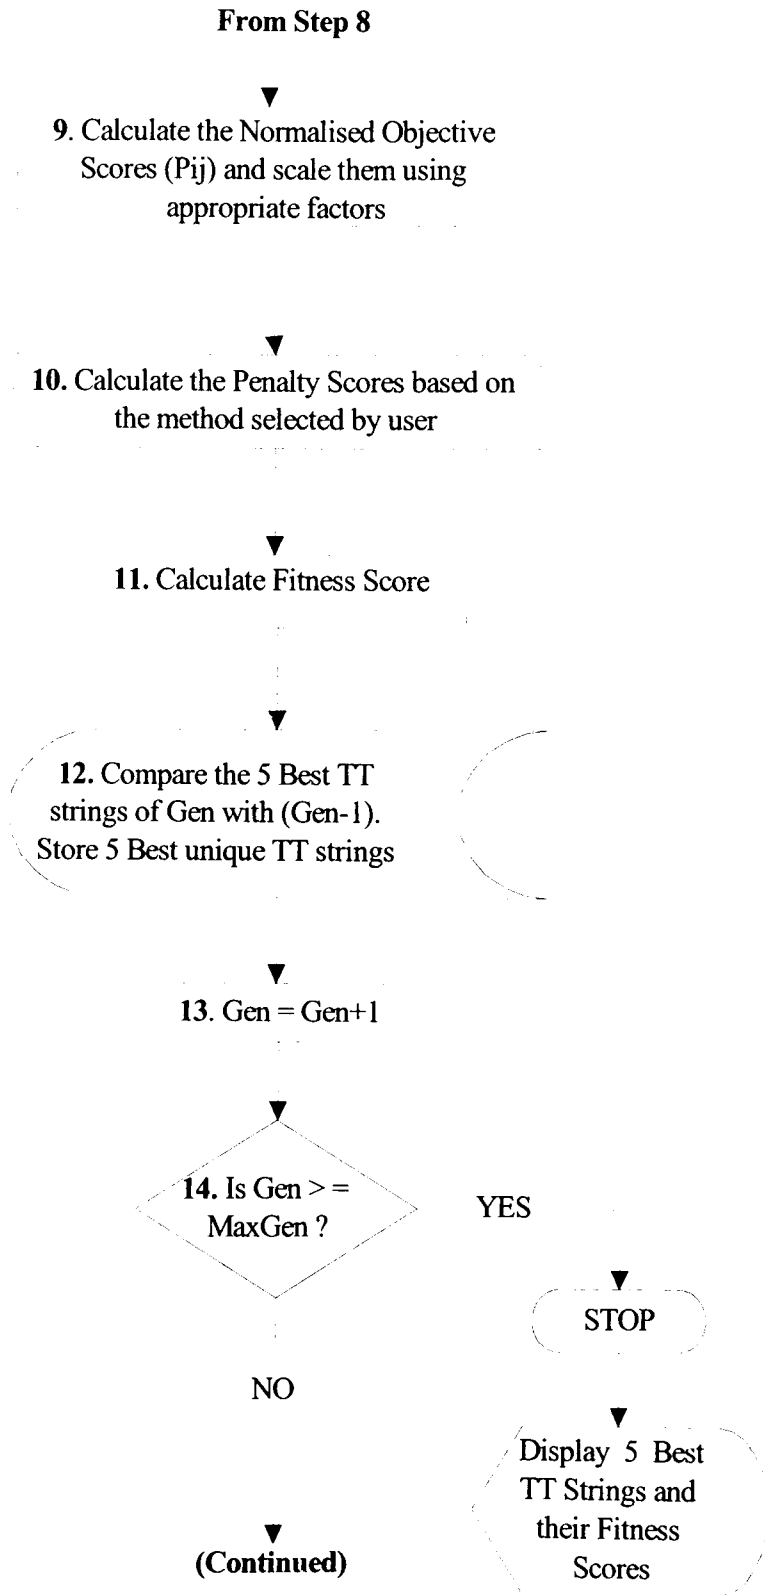 From Step 8
9. Calculate the Normalised Objective
Scores (Pij) and scale them using
appropriate factors
10. Calculate the Penalty Scores based on
the method selected by user
11. Calculate Fitness Score
12. Compare the 5 Best TT
strings of Gen with (Gen-1).
Store 5 Best unique TT strings
13. Gen = Gen+1
14. Is Gen > =
MaxGen ?
YES
STOP
NO
Display 5 Best
TT Strings and
their Fitness
Scores
(Continued)